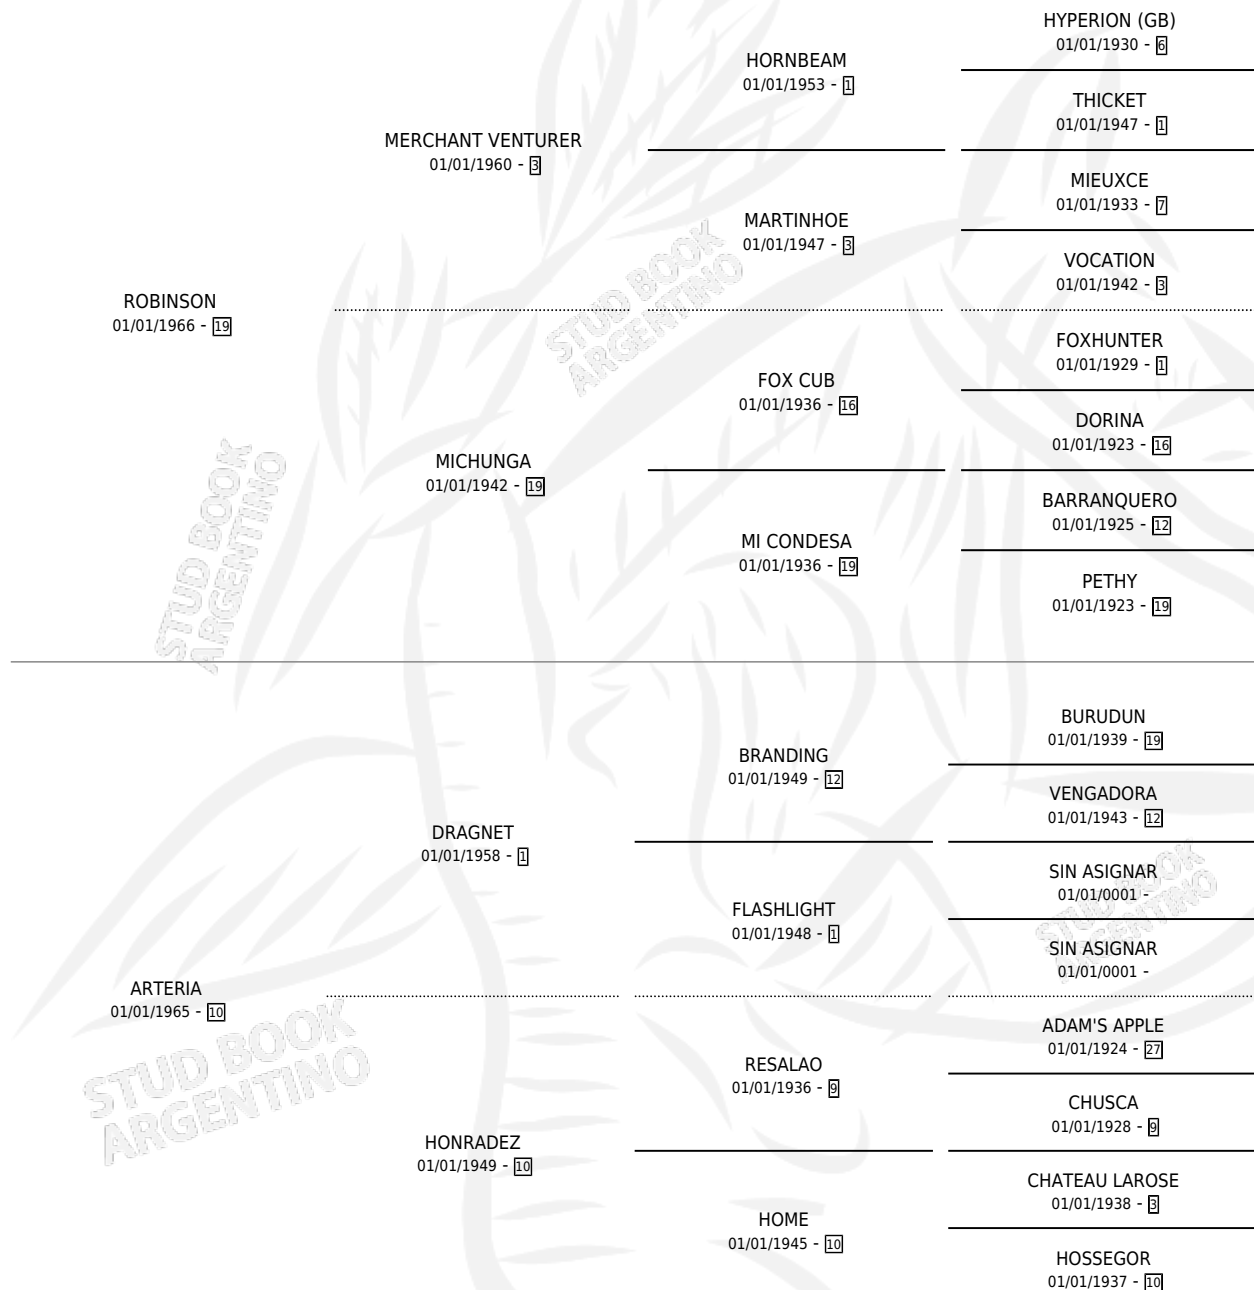 HYPERION (GB)
01/01/1930 - 6
HORNBEAM
01/01/1953 - 1
THICKET
01/01/1947 - 1
MERCHANT VENTURER
01/01/1960 - 3
MIEUXCE
01/01/1933 - 7
MARTINHOE
01/01/1947 - 3
VOCATION
01/01/1942 - 3
ROBINSON
01/01/1966 - 19
FOXHUNTER
01/01/1929 - 1
FOX CUB
01/01/1936 - 16
DORINA
01/01/1923 - 16
MICHUNGA
01/01/1942 - 19
BARRANQUERO
01/01/1925 - 12
MI CONDESA
01/01/1936 - 19
PETHY
01/01/1923 - 19
BURUDUN
01/01/1939 - 19
BRANDING
01/01/1949 - 12
VENGADORA
01/01/1943 - 12
DRAGNET
01/01/1958 - 1
SIN ASIGNAR
01/01/0001 -
FLASHLIGHT
01/01/1948 - 1
SIN ASIGNAR
01/01/0001 -
ARTERIA
01/01/1965 - 10
ADAM'S APPLE
01/01/1924 - 27
RESALAO
01/01/1936 - 9
CHUSCA
01/01/1928 - 9
HONRADEZ
01/01/1949 - 10
CHATEAU LAROSE
01/01/1938 - 3
HOME
01/01/1945 - 10
HOSSEGOR
01/01/1937 - 10
STUD BOOK
ARGENTINO
STUD BOOK
ARGENTINO
STUD BOOK
ARGENTINO
STUD BOOK
ARGENTINO